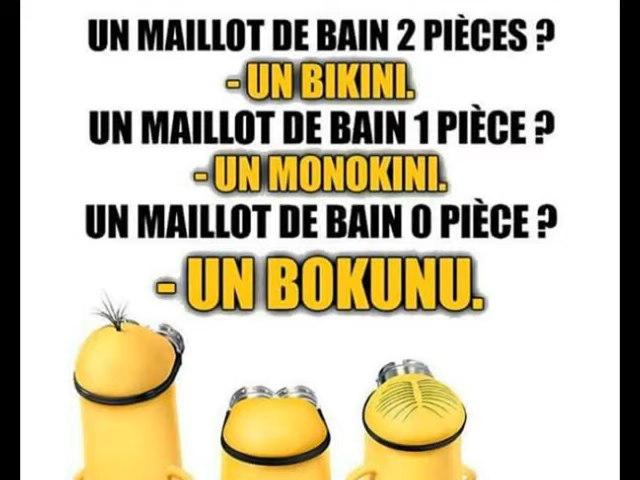 UN MAILLOT DE BAIN 2 PIÈCES ?
- UN BIKINI.
UN MAILLOT DE BAIN 1 PIÈCE ?
- UN MONOKINI.
UN MAILLOT DE BAIN 0 PIÈCE ?
- UN BOKUNU.